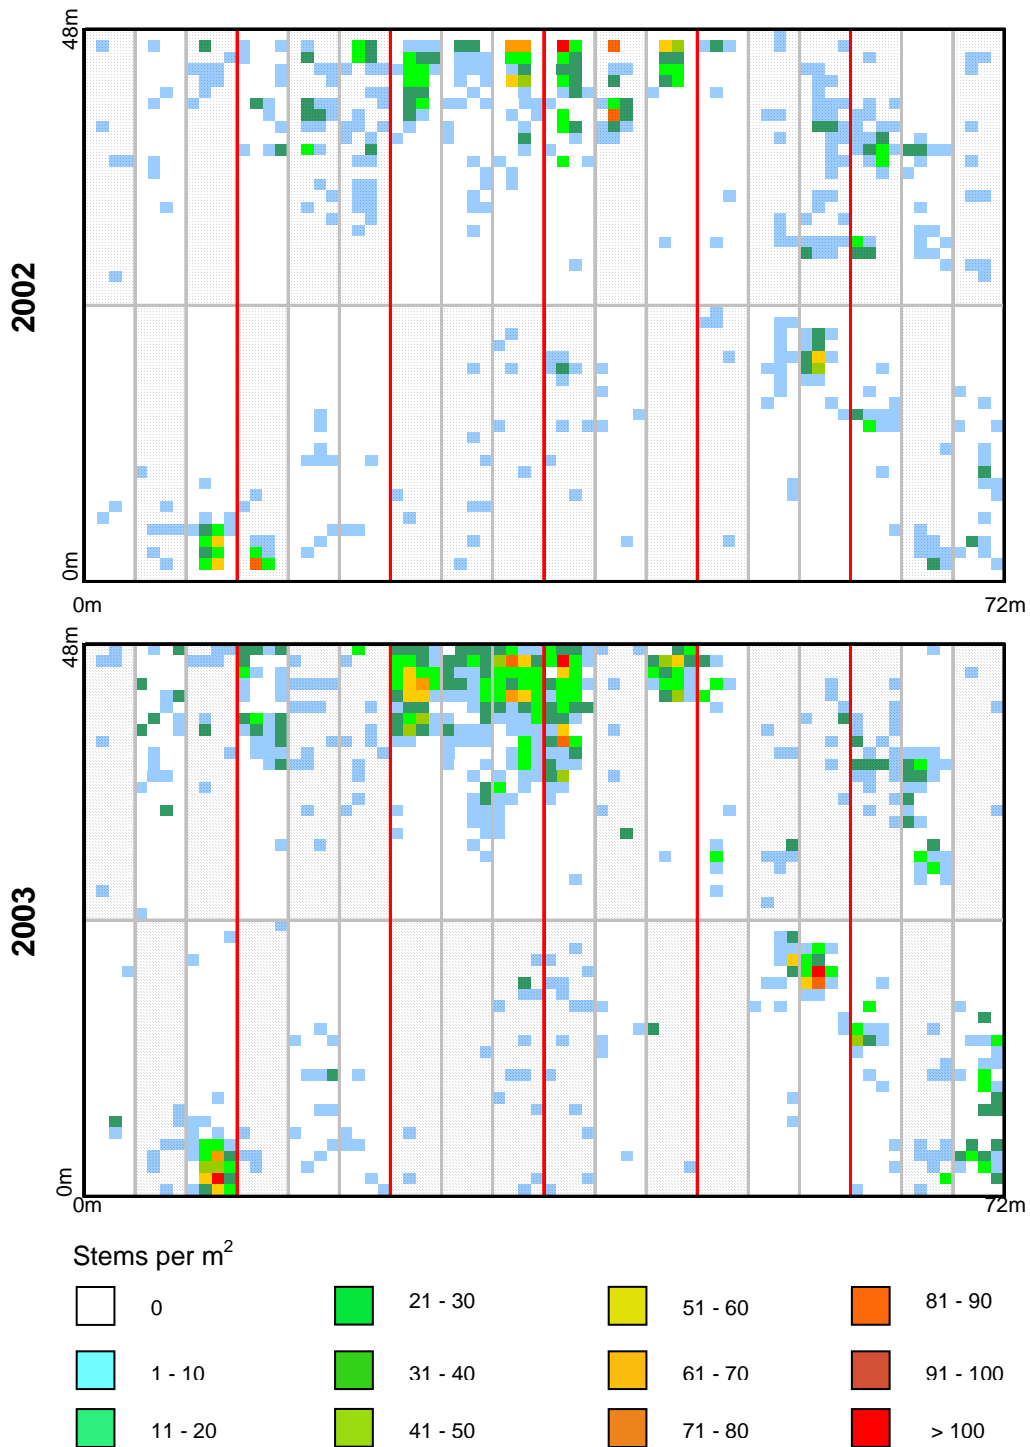 48m
2002
0m
0m 72m
48m
2003
0m
0m 72m
Stems per m²
0 21 - 30 51 - 60 81 - 90
1 - 10 31 - 40 61 - 70 91 - 100
11 - 20 41 - 50 71 - 80 > 100